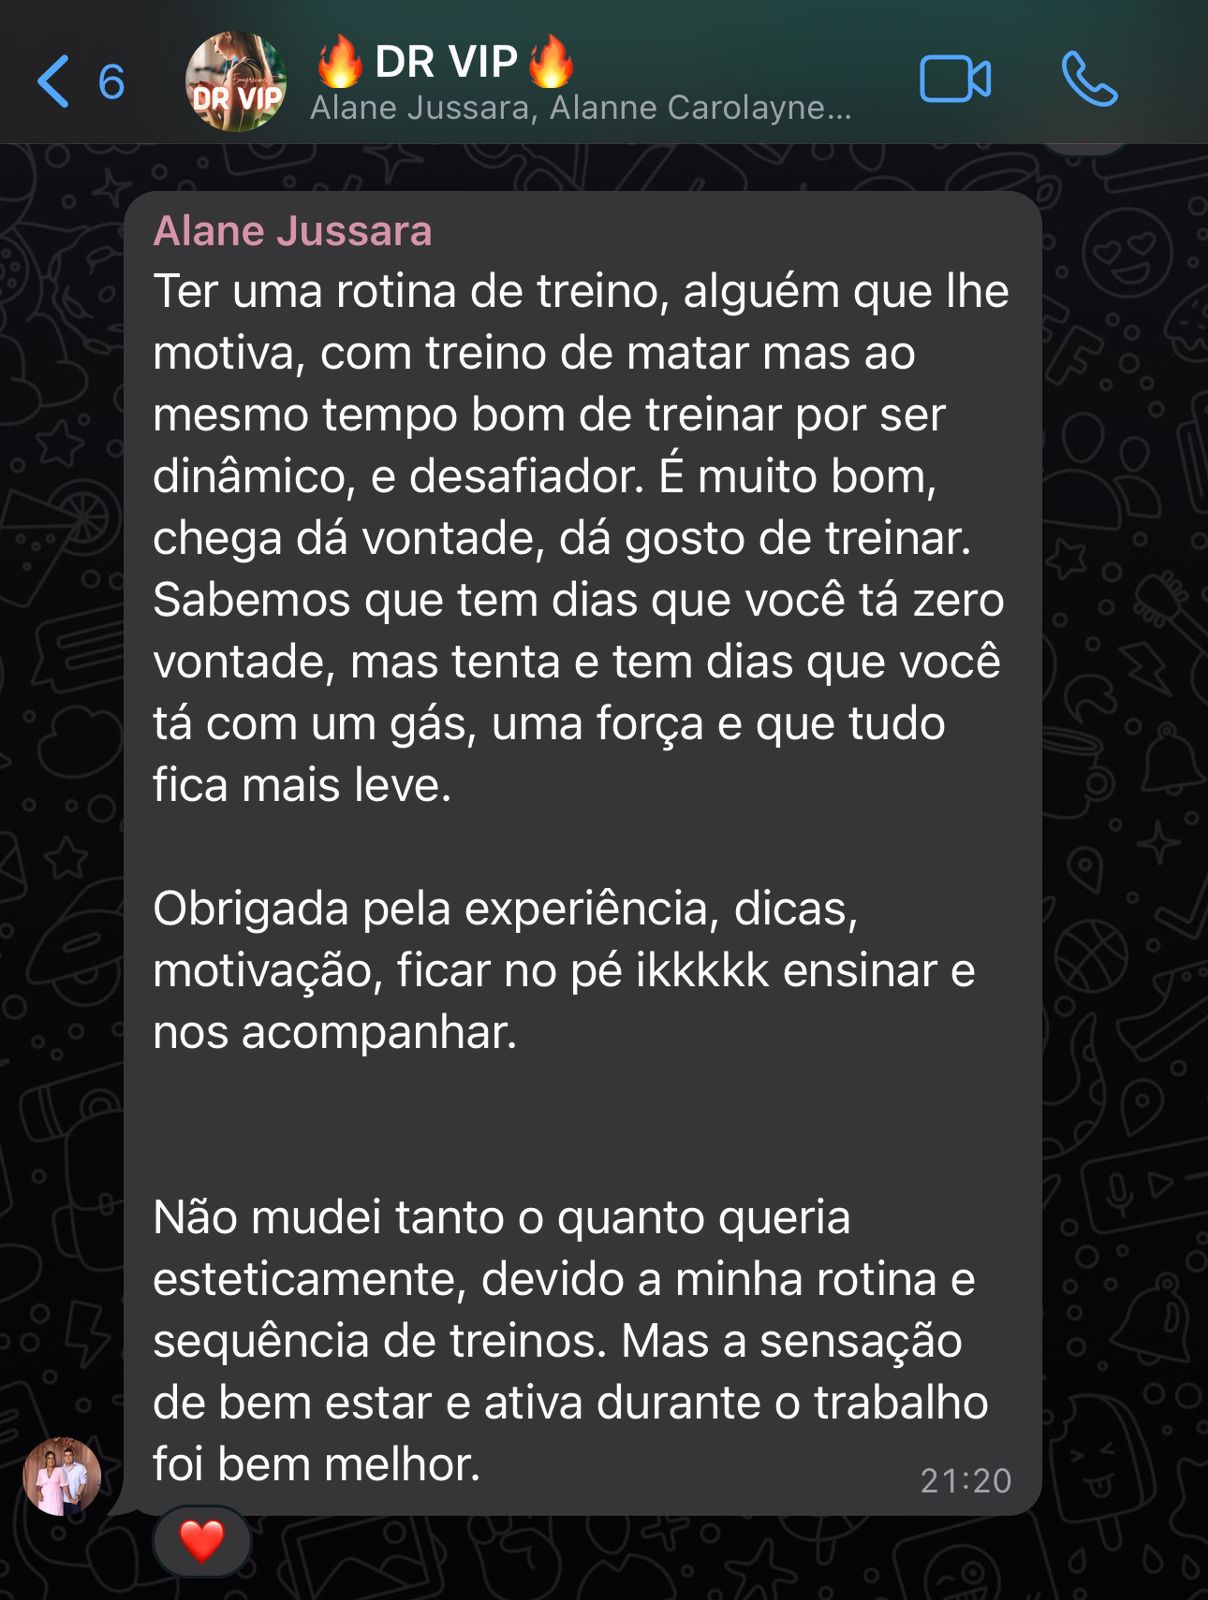 6
🔥 DR VIP 🔥
DR VIP
Alane Jussara, Alanne Carolayne...
Alane Jussara
Ter uma rotina de treino, alguém que lhe
motiva, com treino de matar mas ao
mesmo tempo bom de treinar por ser
dinâmico, e desafiador. É muito bom,
chega dá vontade, dá gosto de treinar.
Sabemos que tem dias que você tá zero
vontade, mas tenta e tem dias que você
tá com um gás, uma força e que tudo
fica mais leve.
Obrigada pela experiência, dicas,
motivação, ficar no pé ikkkkk ensinar e
nos acompanhar.
Não mudei tanto o quanto queria
esteticamente, devido a minha rotina e
sequência de treinos. Mas a sensação
de bem estar e ativa durante o trabalho
foi bem melhor.
21:20